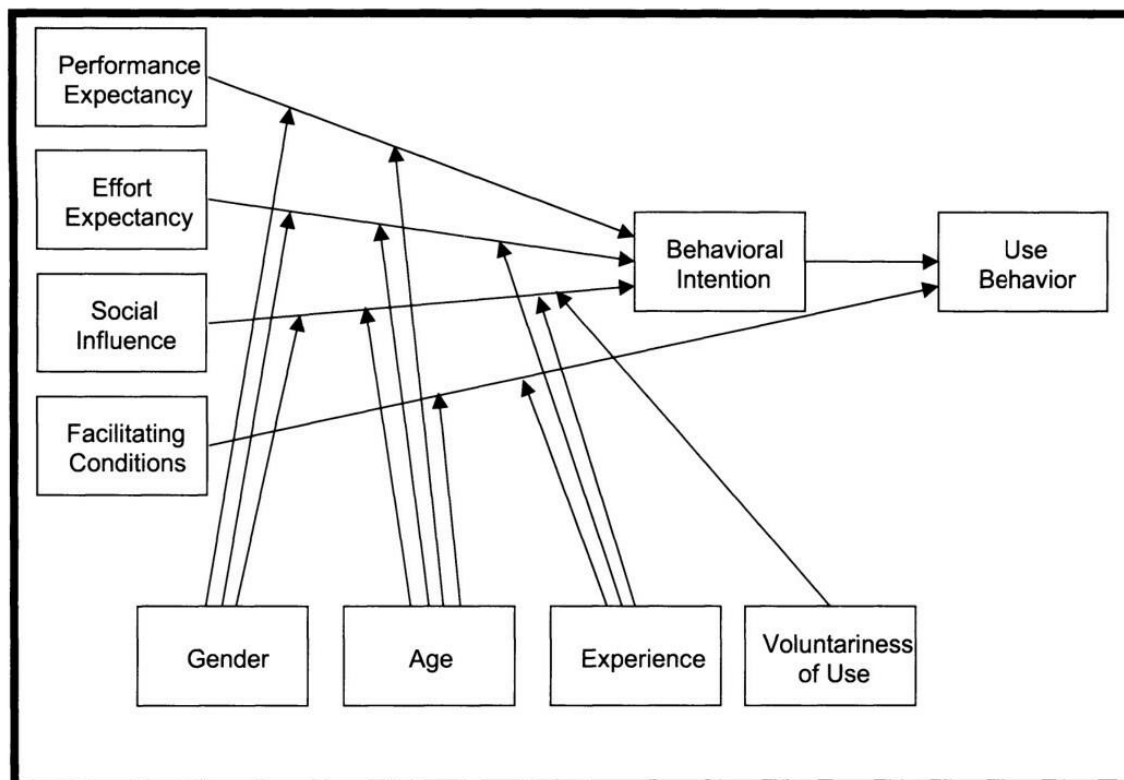 Performance
Expectancy
Effort
Expectancy
Social
Influence
Facilitating
Conditions
Behavioral
Intention
Use
Behavior
Gender
Age
Experience
Voluntariness
of Use